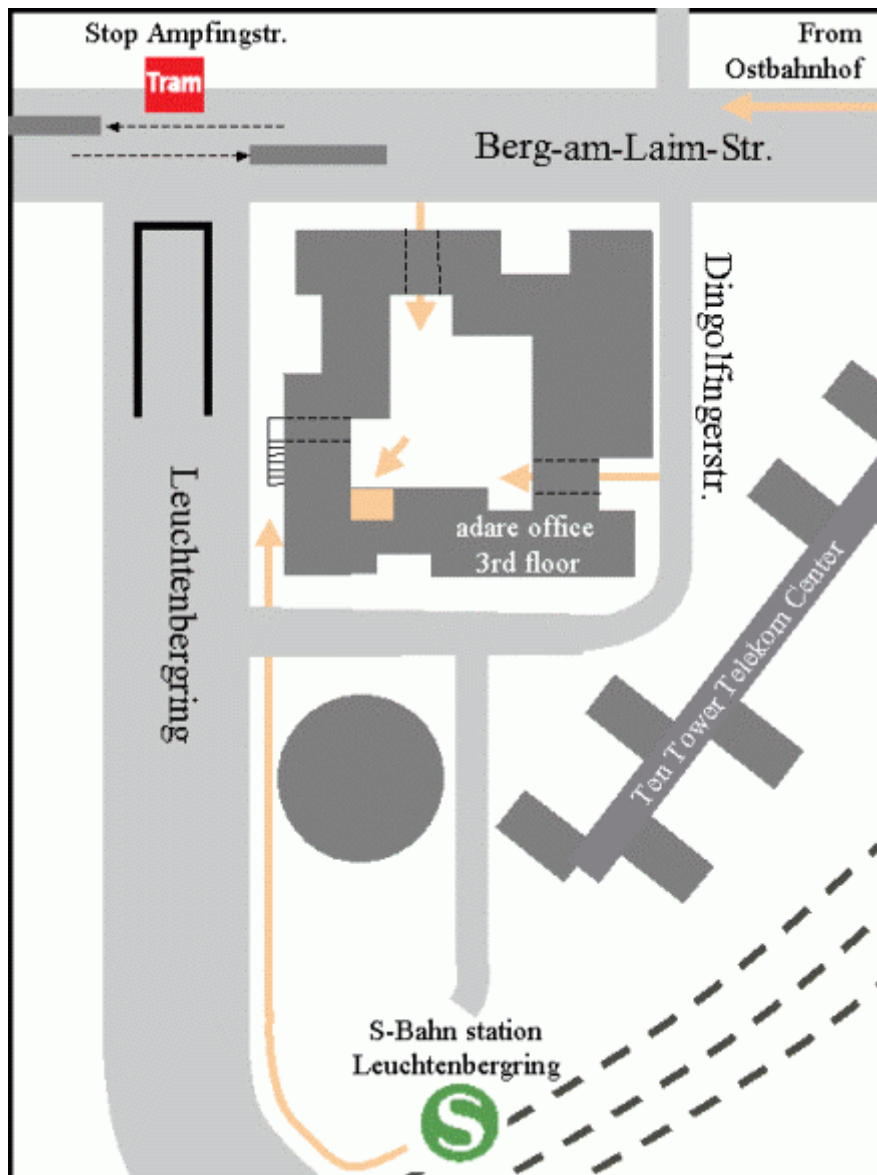 Stop Ampfingstr.
Tram
From
Ostbahnhof
Berg-am-Laim-Str.
Dingolfingerstr.
Leuchtenbergring
adare office
3rd floor
Ten Tower Telekom Center
S-Bahn station
Leuchtenbergring
S